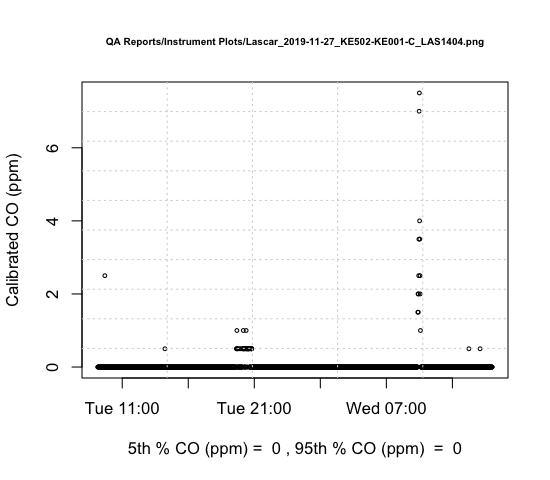 QA Reports/Instrument Plots/Lascar_2019-11-27_KE502-KE001-C_LAS1404.png
Calibrated CO (ppm)
6
4
2
0
Tue 11:00 Tue 21:00 Wed 07:00
5th % CO (ppm) = 0 , 95th % CO (ppm) = 0